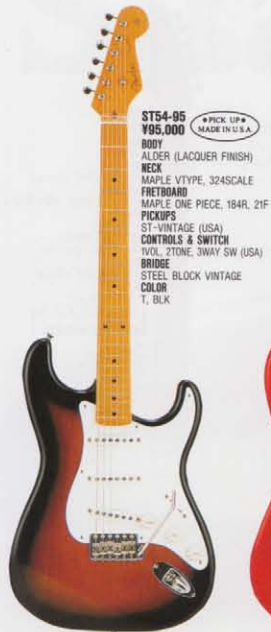 Fender
ST54-95
¥95,000
•PICK UP•
MADE IN U.S.A.
BODY
ALDER (LACQUER FINISH)
NECK
MAPLE VTYPE, 324SCALE
FRETBOARD
MAPLE ONE PIECE, 184R, 21F
PICKUPS
ST-VINTAGE (USA)
CONTROLS & SWITCH
1VOL, 2TONE, 3WAY SW (USA)
BRIDGE
STEEL BLOCK VINTAGE
COLOR
T, BLK